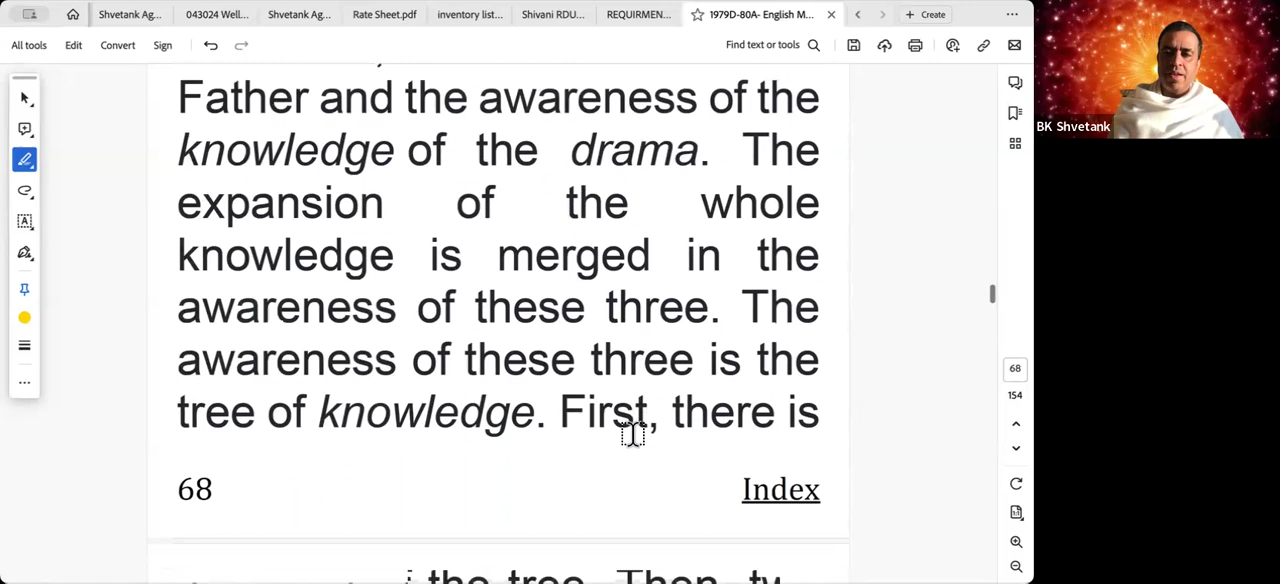 Shvetank Ag...
043024 Well...
Shvetank Ag...
Rate Sheet.pdf
inventory list...
Shivani RDU...
REQUIRMEN...
1979D-80A- English M...
Create
All tools
Edit
Convert
Sign
Find text or tools
BK Shvetank
Father and the awareness of the
knowledge of the drama. The
expansion of the whole
knowledge is merged in the
awareness of these three. The
awareness of these three is the
tree of knowledge. First, there is
68
Index
the tree. Then
68
154